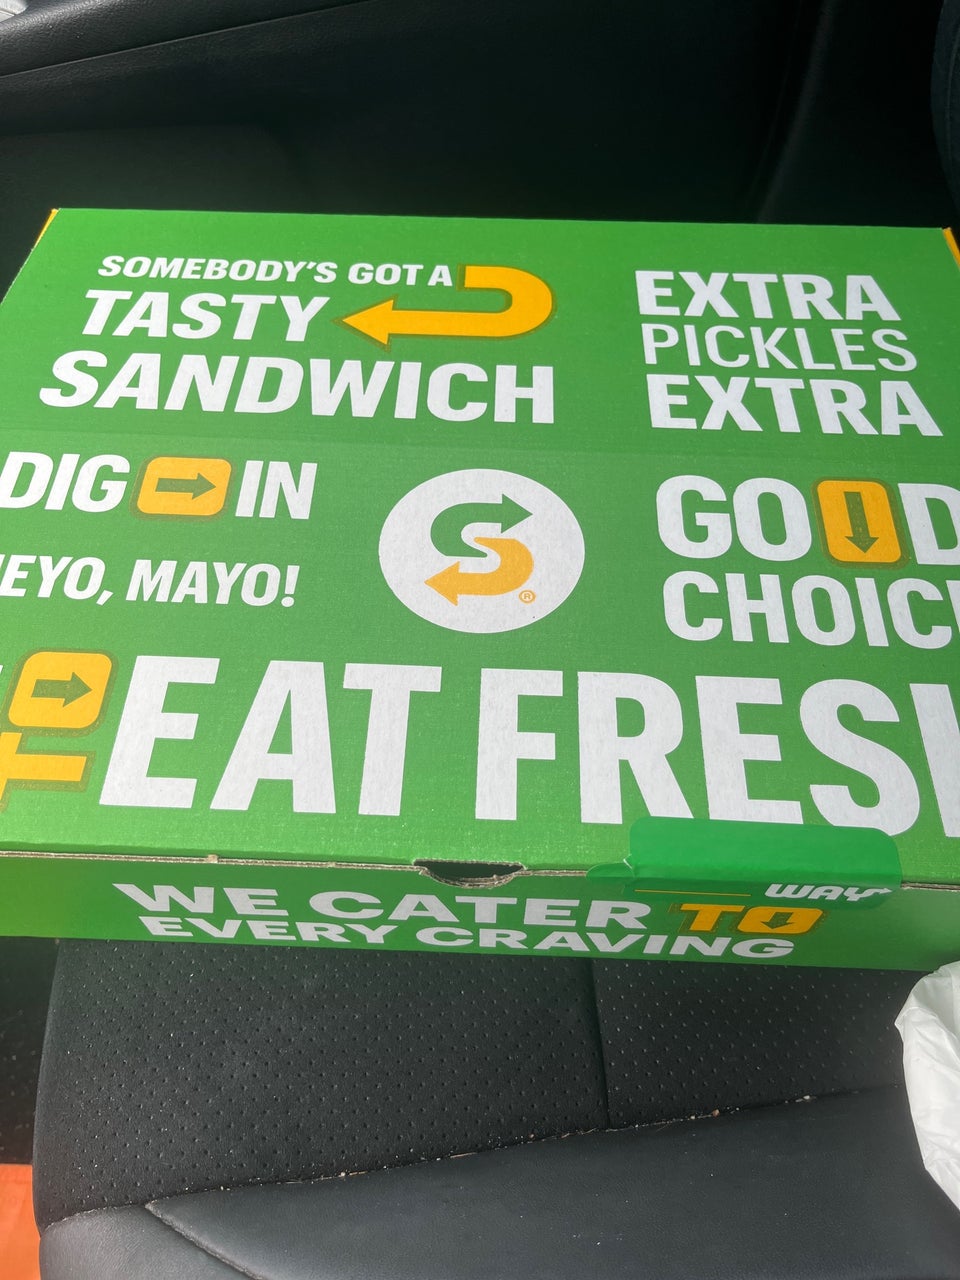 SOMEBODY'S GOT A
TASTY
SANDWICH
EXTRA
PICKLES
EXTRA
DIG IN
EYO, MAYO!
GOOD
CHOIC
S
®
TO
EAT FRES
WAY
WE CATER TO
EVERY CRAVING